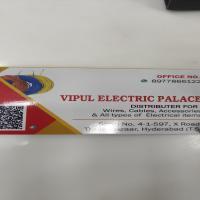 OFFICE NO.
VIPUL ELECTRIC PALACE
DISTRIBUTER FOR
Wires, Cables, Accessories
& All types of Electrical items
No. 4-1-597, X Road
Hyderabad (T.S